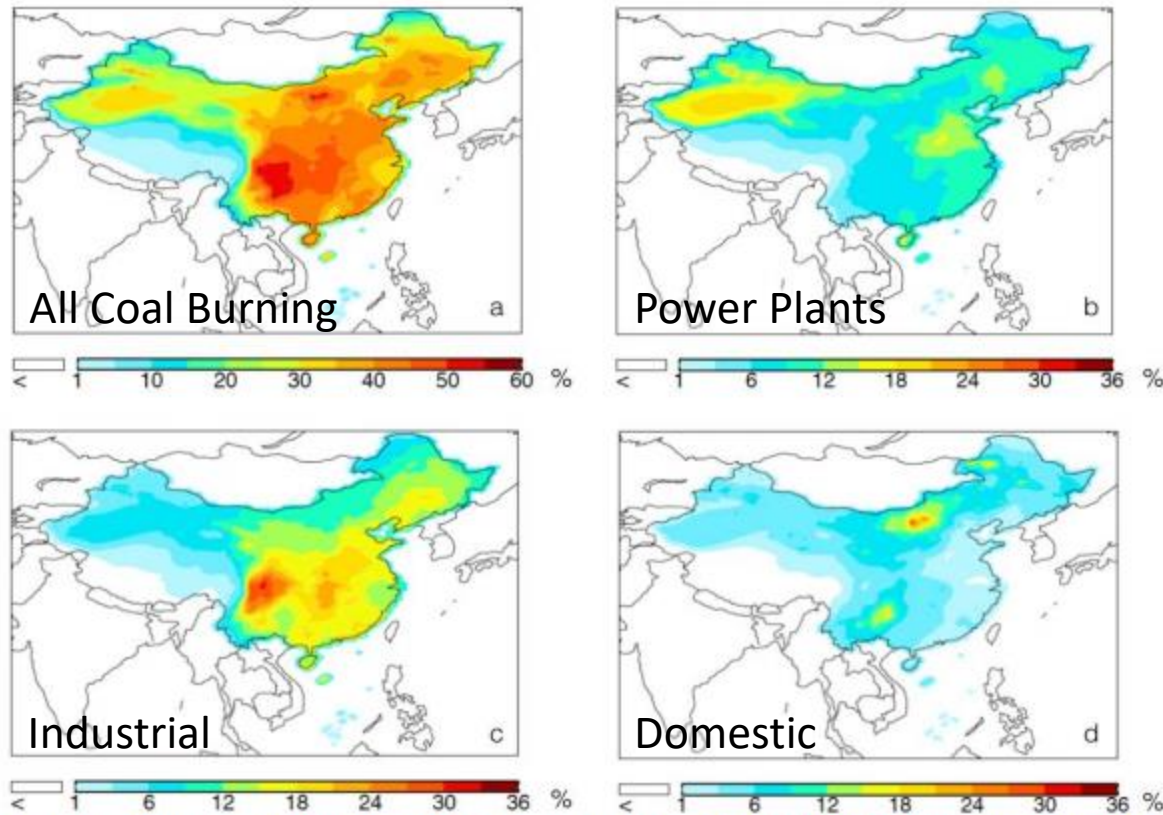 All Coal Burning a
Power Plants b
< 1 10 20 30 40 50 60 %
< 1 6 12 18 24 30 36 %
Industrial c
Domestic d
< 1 6 12 18 24 30 36 %
< 1 6 12 18 24 30 36 %